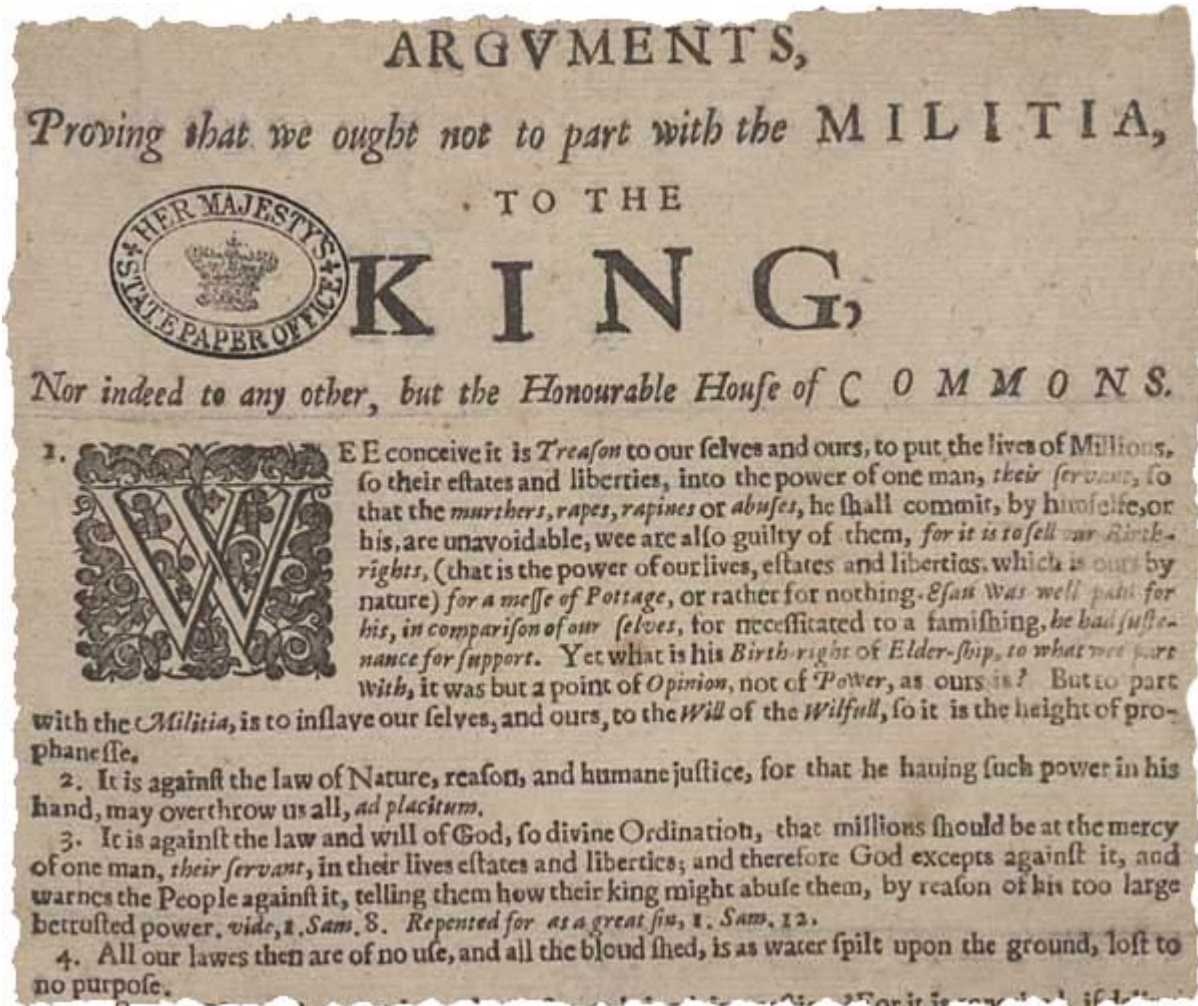 ARGVMENTS,
Proving that we ought not to part with the MILITIA,
TO THE
HER MAJESTY'S STATE PAPER OFFICE
KING,
Nor indeed to any other, but the Honourable Houſe of COMMONS.
1. WEE conceive it is Treaſon to our ſelves and ours, to put the lives of Millions,
ſo their eſtates and liberties, into the power of one man, their ſervant, ſo
that the murthers, rapes, rapines or abuſes, he ſhall commit, by himſelfe, or
his, are unavoidable, wee are alſo guilty of them, for it is to ſell our Birth-
rights, (that is the power of our lives, eſtates and liberties. which is ours by
nature) for a meſſe of Pottage, or rather for nothing. Eſau Was well paid for
his, in compariſon of our ſelves, for neceſſitated to a famiſhing, he had ſuſte-
nance for ſupport. Yet what is his Birth-right of Elder-ſhip, to what wee part
With, it was but a point of Opinion, not of PoWer, as ours is? But to part
with the Militia, is to inſlave our ſelves, and ours, to the Will of the Wilfull, ſo it is the height of pro-
phaneſſe.
2. It is againſt the law of Nature, reaſon, and humane juſtice, for that he hauing ſuch power in his
hand, may overthrow us all, ad placitum.
3. It is againſt the law and will of God, ſo divine Ordination, that millions ſhould be at the mercy
of one man, their ſervant, in their lives eſtates and liberties; and therefore God excepts againſt it, and
warnes the People againſt it, telling them how their king might abuſe them, by reaſon of his too large
betruſted power. vide, 1. Sam. 8. Repented for as a great ſin, 1. Sam. 12.
4. All our lawes then are of no uſe, and all the bloud ſhed, is as water ſpilt upon the ground, loſt to
no purpoſe.